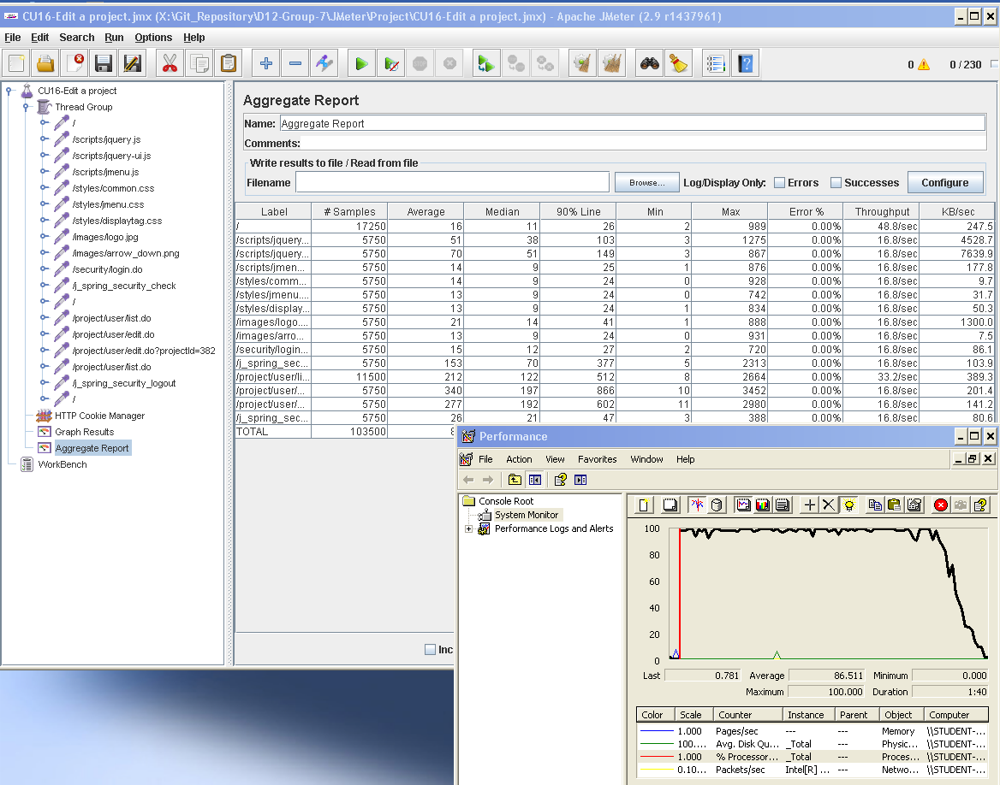 CU16-Edit a project.jmx (X:\Git_Repository\D12-Group-7\JMeter\Project\CU16-Edit a project.jmx) - Apache JMeter (2.9 r1437961)
File Edit Search Run Options Help
0 0 / 230
CU16-Edit a project
Thread Group
/
/scripts/jquery.js
/scripts/jquery-ui.js
/scripts/jmenu.js
/styles/common.css
/styles/jmenu.css
/styles/displaytag.css
/images/logo.jpg
/images/arrow_down.png
/security/login.do
/j_spring_security_check
/
/project/user/list.do
/project/user/edit.do
/project/user/edit.do?projectId=382
/project/user/list.do
/j_spring_security_logout
/
HTTP Cookie Manager
Graph Results
Aggregate Report
WorkBench
Aggregate Report
Name: Aggregate Report
Comments:
Write results to file / Read from file
Filename Browse... Log/Display Only: Errors Successes Configure
Label # Samples Average Median 90% Line Min Max Error % Throughput KB/sec
/ 17250 16 11 26 2 989 0.00% 48.8/sec 247.5
/scripts/jquery... 5750 51 38 103 3 1275 0.00% 16.8/sec 4528.7
/scripts/jquery... 5750 70 51 149 3 867 0.00% 16.8/sec 7639.9
/scripts/jmen... 5750 14 9 25 1 876 0.00% 16.8/sec 177.8
/styles/comm... 5750 14 9 24 0 928 0.00% 16.8/sec 9.7
/styles/jmenu.... 5750 13 9 24 0 742 0.00% 16.8/sec 31.7
/styles/display... 5750 13 9 24 1 834 0.00% 16.8/sec 50.3
/images/logo.... 5750 21 14 41 1 888 0.00% 16.8/sec 1300.0
/images/arro... 5750 13 9 24 0 931 0.00% 16.8/sec 7.5
/security/login... 5750 15 12 27 2 720 0.00% 16.8/sec 86.1
/j_spring_sec... 5750 153 70 377 5 2313 0.00% 16.8/sec 103.9
/project/user/li... 11500 212 122 512 8 2664 0.00% 33.2/sec 389.3
/project/user/... 5750 340 197 866 10 3452 0.00% 16.8/sec 201.4
/project/user/... 5750 277 192 602 11 2980 0.00% 16.8/sec 141.2
/j_spring_sec... 5750 26 21 47 3 388 0.00% 16.8/sec 80.6
TOTAL 103500
Inc
Performance
File Action View Favorites Window Help
Console Root
System Monitor
Performance Logs and Alerts
100
80
60
40
20
0
Last 0.781 Average 86.511 Minimum 0.000
Maximum 100.000 Duration 1:40
Color Scale Counter Instance Parent Object Computer
1.000 Pages/sec --- --- Memory \\STUDENT-...
100.... Avg. Disk Qu... _Total --- Physic... \\STUDENT-...
1.000 % Processor... _Total --- Proces... \\STUDENT-...
0.10... Packets/sec Intel[R] ... --- Netwo... \\STUDENT-...